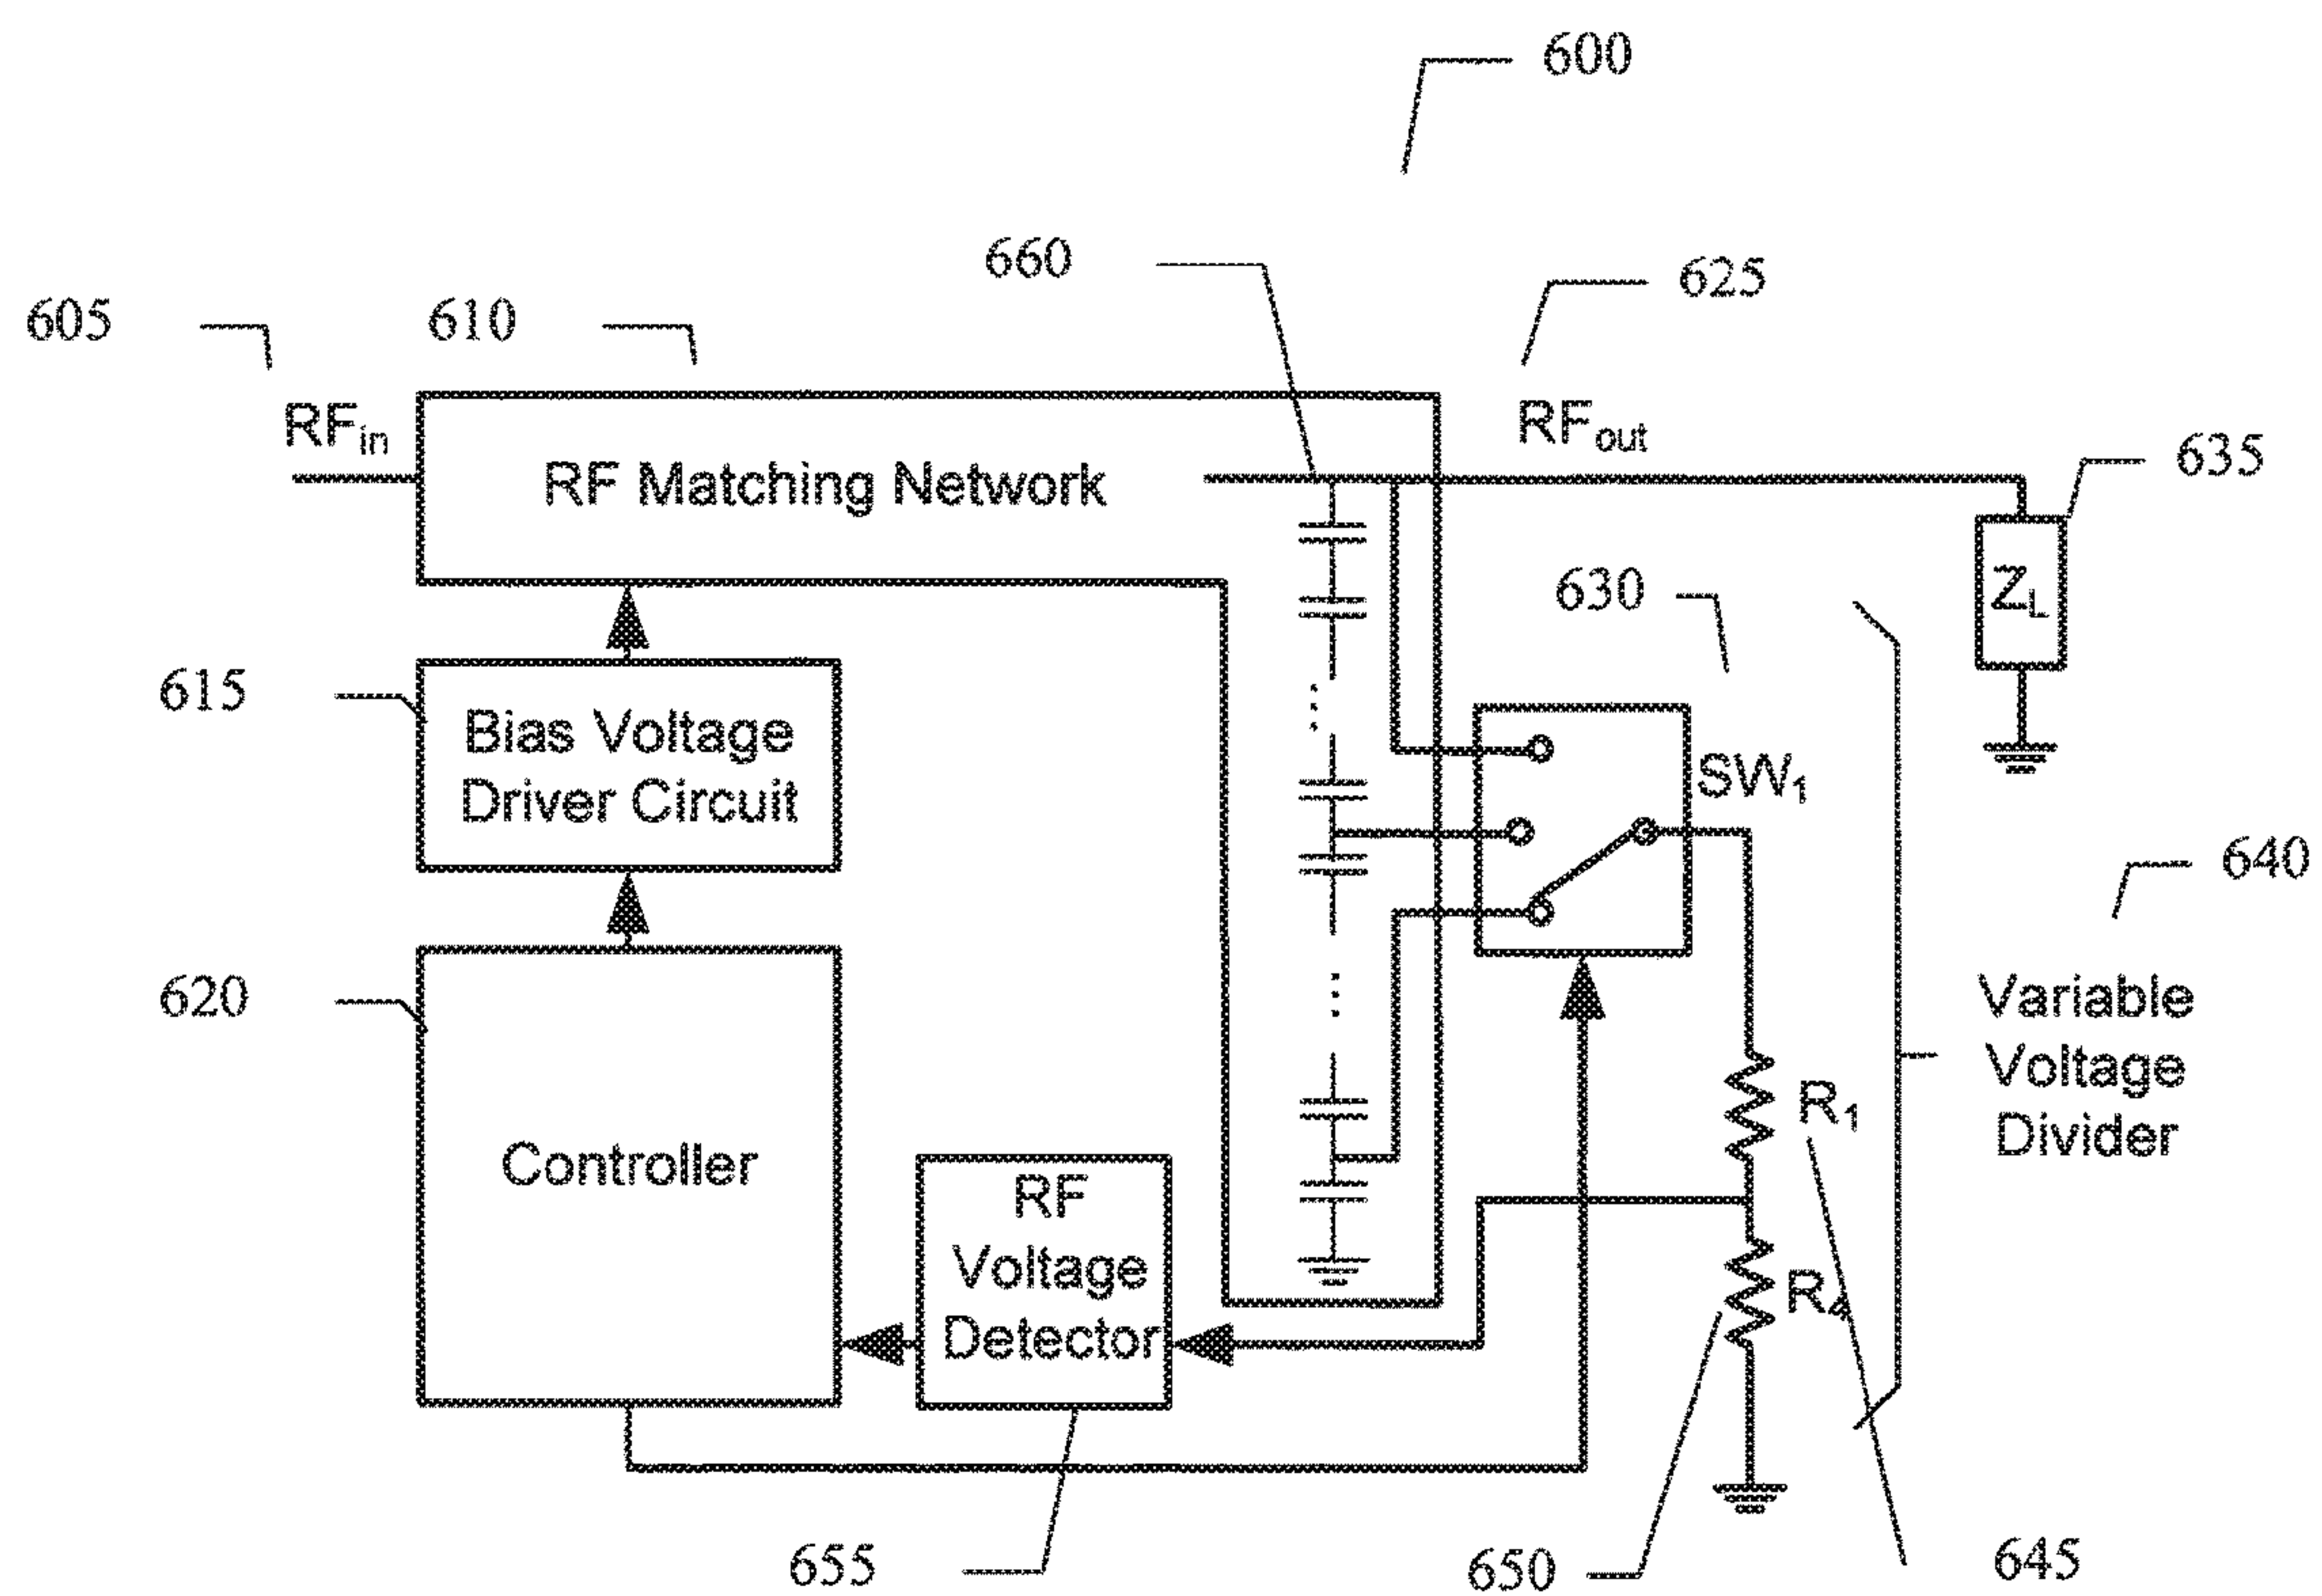 600
660
625
605
610
RFin
RFout
635
RF Matching Network
630
ZL
615
Bias Voltage
Driver Circuit
SW1
640
620
Variable
Voltage
Divider
Controller
R1
RF
Voltage
Detector
655
650
645